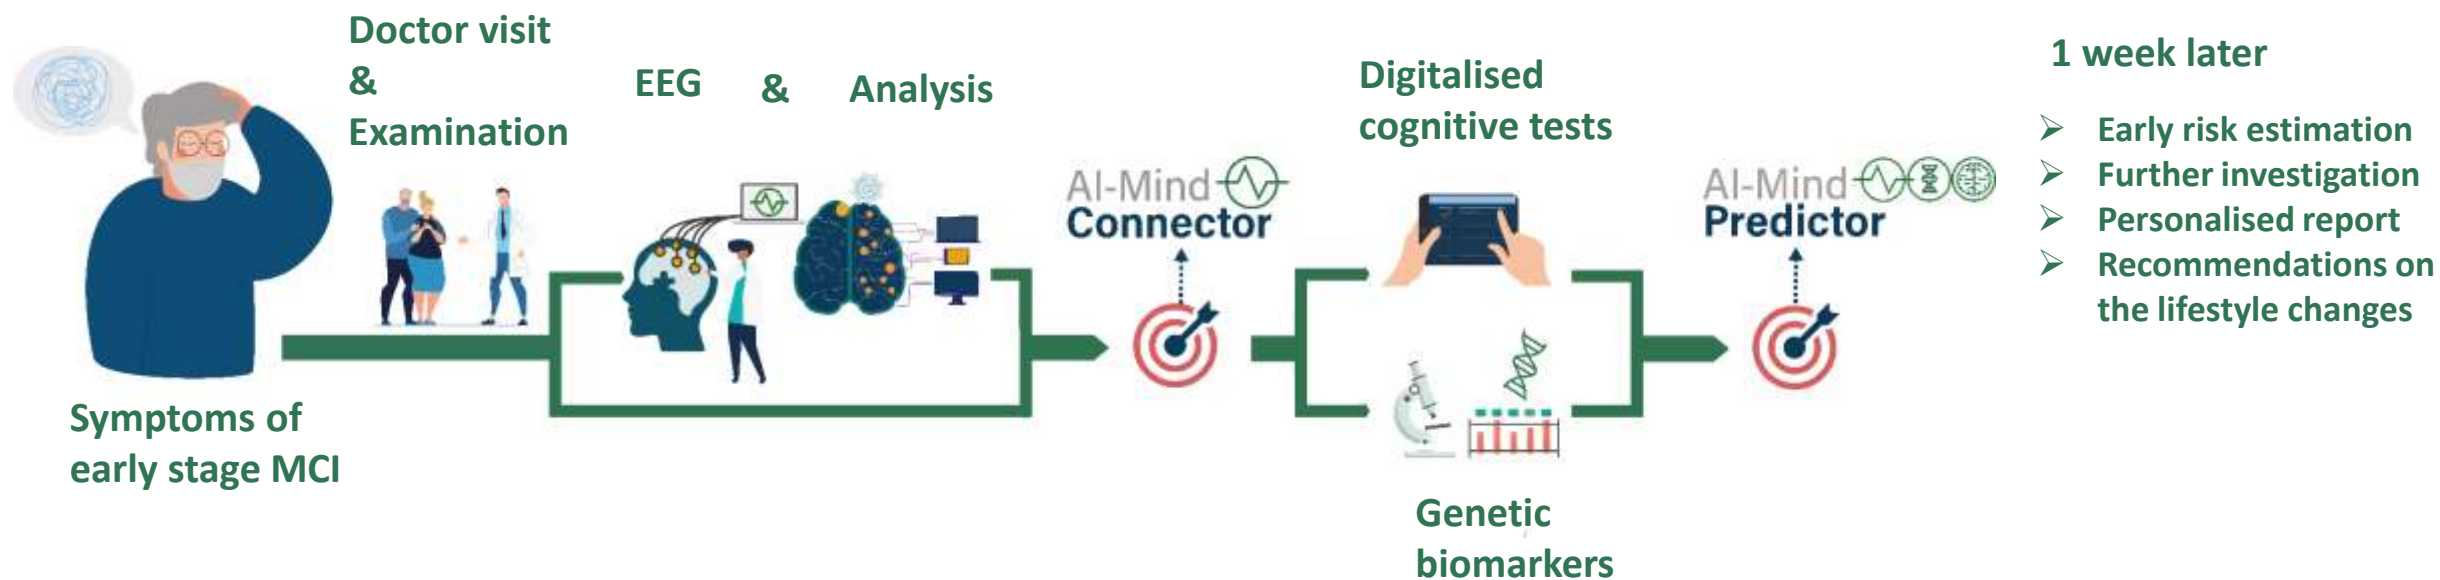 Doctor visit
&
Examination
EEG & Analysis
Symptoms of
early stage MCI
AI-Mind
Connector
Digitalised
cognitive tests
Genetic
biomarkers
AI-Mind
Predictor
1 week later
➢ Early risk estimation
➢ Further investigation
➢ Personalised report
➢ Recommendations on
the lifestyle changes